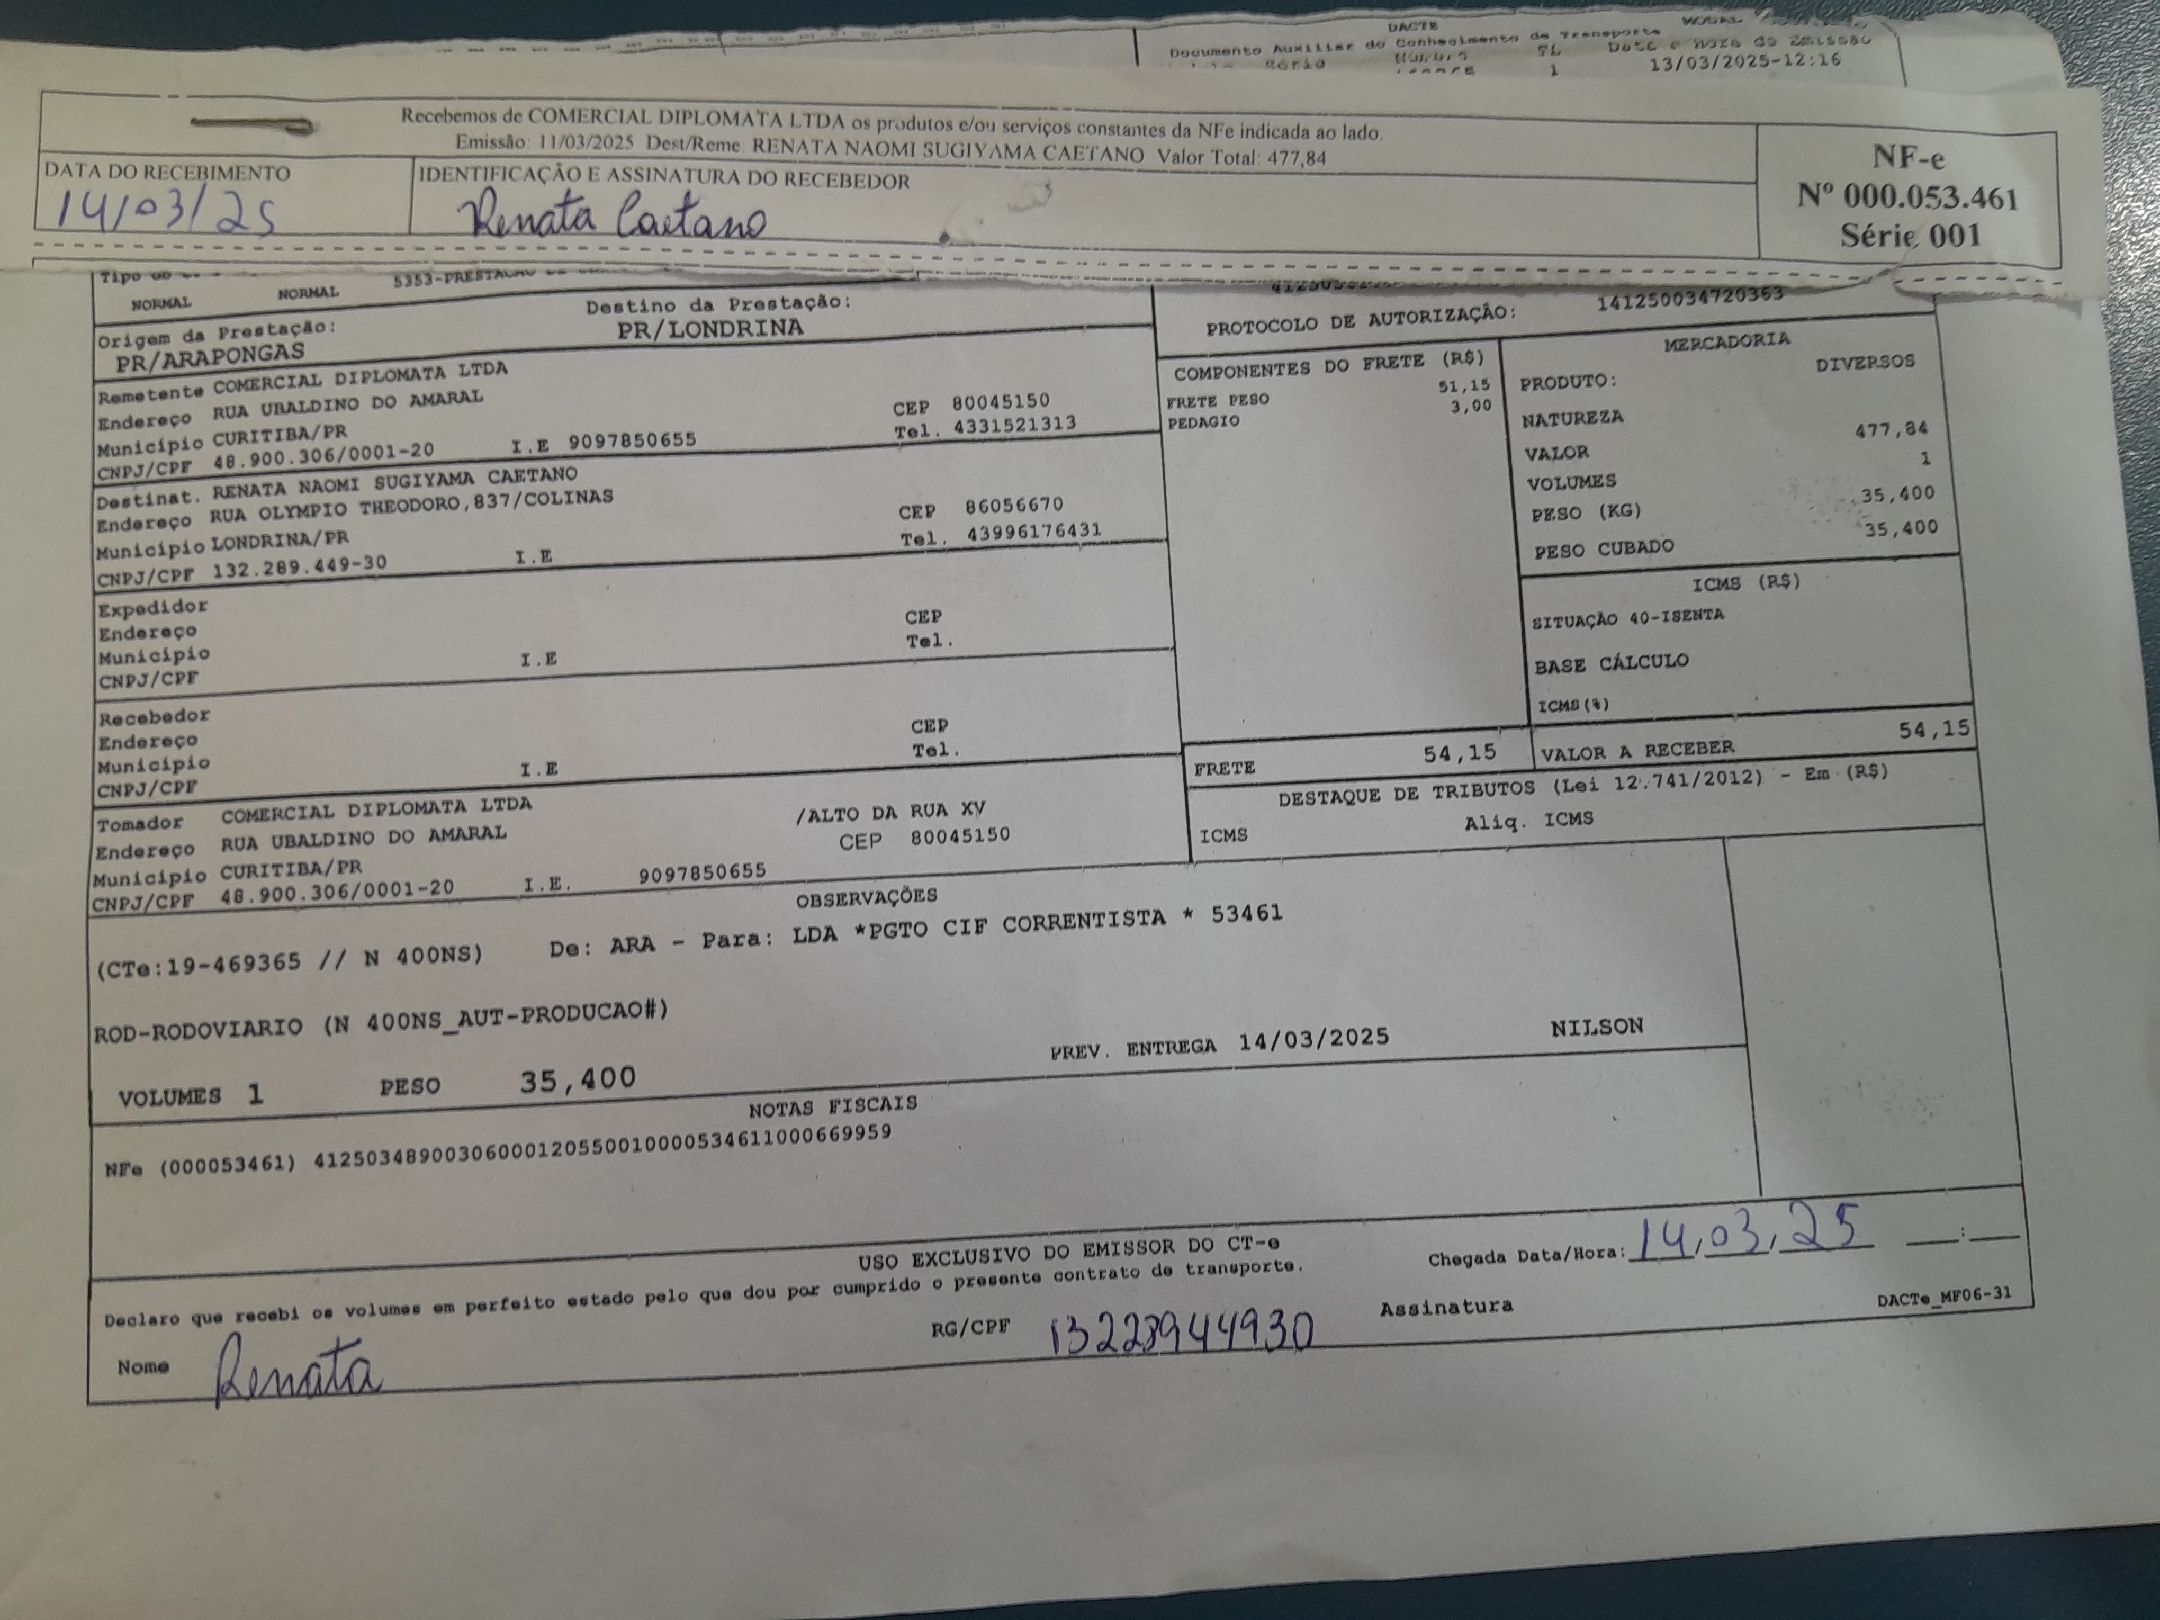 DACTE
Documento Auxiliar do Conhecimento de Transporte
Série FL Data e Hora da Emissão
1 13/03/2025-12:16
Recebemos de COMERCIAL DIPLOMATA LTDA os produtos e/ou serviços constantes da NFe indicada ao lado.
Emissão: 11/03/2025 Dest/Reme: RENATA NAOMI SUGIYAMA CAETANO Valor Total: 477,84
NF-e
Nº 000.053.461
Série 001
DATA DO RECEBIMENTO
14/03/25
IDENTIFICAÇÃO E ASSINATURA DO RECEBEDOR
Renata Caetano
NORMAL NORMAL
Origem da Prestação:
PR/ARAPONGAS
Destino da Prestação:
PR/LONDRINA
PROTOCOLO DE AUTORIZAÇÃO: 141250034720353
Remetente COMERCIAL DIPLOMATA LTDA
Endereço RUA UBALDINO DO AMARAL CEP 80045150
Município CURITIBA/PR Tel. 4331521313
CNPJ/CPF 48.900.306/0001-20 I.E 9097850655
Destinat. RENATA NAOMI SUGIYAMA CAETANO
Endereço RUA OLYMPIO THEODORO,837/COLINAS CEP 86056670
Município LONDRINA/PR Tel. 43996176431
CNPJ/CPF 132.289.449-30 I.E
Expedidor
Endereço CEP
Município Tel.
CNPJ/CPF I.E
Recebedor
Endereço CEP
Município Tel.
CNPJ/CPF I.E
Tomador COMERCIAL DIPLOMATA LTDA /ALTO DA RUA XV
Endereço RUA UBALDINO DO AMARAL CEP 80045150
Município CURITIBA/PR
CNPJ/CPF 48.900.306/0001-20 I.E. 9097850655
COMPONENTES DO FRETE (R$)
FRETE PESO 51,15
PEDAGIO 3,00
MERCADORIA
PRODUTO: DIVERSOS
NATUREZA
VALOR 477,84
VOLUMES 1
PESO (KG) 35,400
PESO CUBADO 35,400
ICMS (R$)
SITUAÇÃO 40-ISENTA
BASE CÁLCULO
ICMS(%)
FRETE 54,15 VALOR A RECEBER 54,15
DESTAQUE DE TRIBUTOS (Lei 12.741/2012) - Em (R$)
ICMS Aliq. ICMS
OBSERVAÇÕES
(CTe:19-469365 // N 400NS) De: ARA - Para: LDA *PGTO CIF CORRENTISTA * 53461
ROD-RODOVIARIO (N 400NS_AUT-PRODUCAO#)
PREV. ENTREGA 14/03/2025 NILSON
VOLUMES 1 PESO 35,400
NOTAS FISCAIS
NFe (000053461) 41250348900306000120550010000534611000669959
USO EXCLUSIVO DO EMISSOR DO CT-e
Declaro que recebi os volumes em perfeito estado pelo que dou por cumprido o presente contrato de transporte.
Chegada Data/Hora: 14/03/25 __:__
Nome Renata RG/CPF 13228944930 Assinatura
DACTe_MF06-31